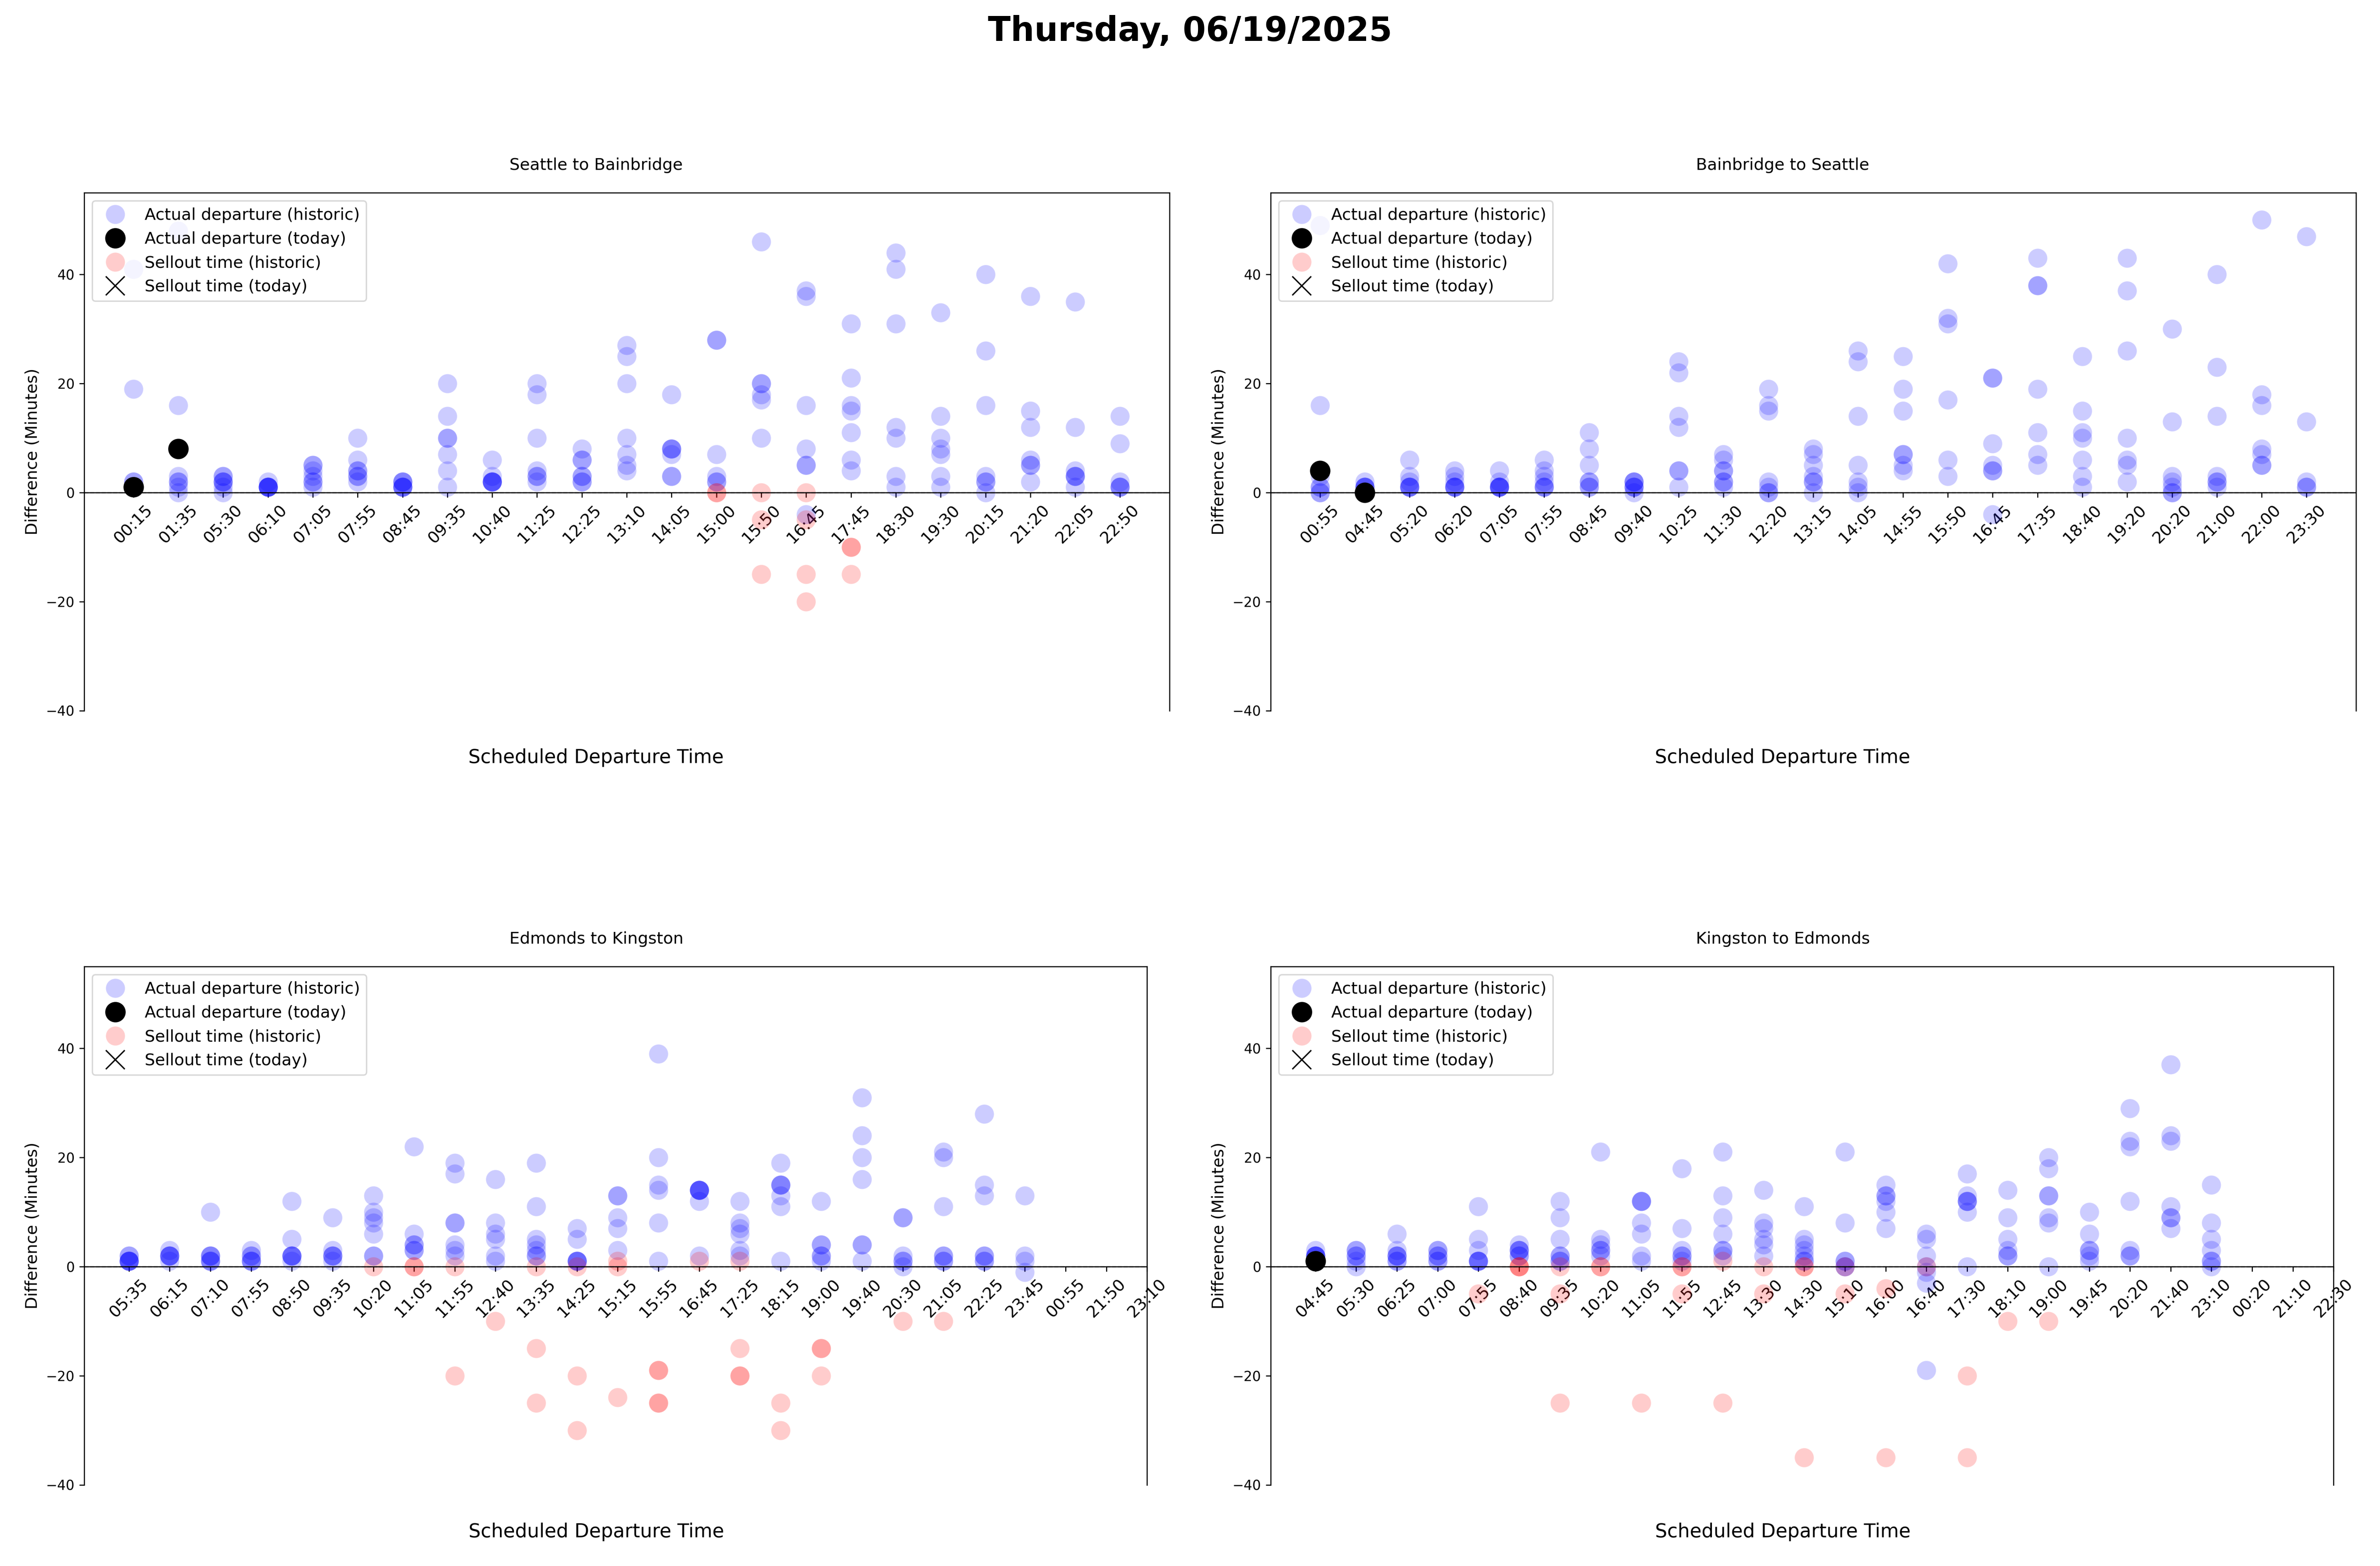 Thursday, 06/19/2025
Seattle to Bainbridge
Actual departure (historic)
Actual departure (today)
Sellout time (historic)
Sellout time (today)
Difference (Minutes)
40
20
0
−20
−40
00:15 01:35 05:30 06:10 07:05 07:55 08:45 09:35 10:40 11:25 12:25 13:10 14:05 15:00 15:50 16:45 17:45 18:30 19:30 20:15 21:20 22:05 22:50
Scheduled Departure Time
Bainbridge to Seattle
Actual departure (historic)
Actual departure (today)
Sellout time (historic)
Sellout time (today)
Difference (Minutes)
40
20
0
−20
−40
00:55 04:45 05:20 06:20 07:05 07:55 08:45 09:40 10:25 11:30 12:20 13:15 14:05 14:55 15:50 16:45 17:35 18:40 19:20 20:20 21:00 22:00 23:30
Scheduled Departure Time
Edmonds to Kingston
Actual departure (historic)
Actual departure (today)
Sellout time (historic)
Sellout time (today)
Difference (Minutes)
40
20
0
−20
−40
05:35 06:15 07:10 07:55 08:50 09:35 10:20 11:05 11:55 12:40 13:35 14:25 15:15 15:55 16:45 17:25 18:15 19:00 19:40 20:30 21:05 22:25 23:45 00:55 21:50 23:10
Scheduled Departure Time
Kingston to Edmonds
Actual departure (historic)
Actual departure (today)
Sellout time (historic)
Sellout time (today)
Difference (Minutes)
40
20
0
−20
−40
04:45 05:30 06:25 07:00 07:55 08:40 09:35 10:20 11:05 11:55 12:45 13:30 14:30 15:10 16:00 16:40 17:30 18:10 19:00 19:45 20:20 21:40 23:10 00:20 21:10 22:30
Scheduled Departure Time